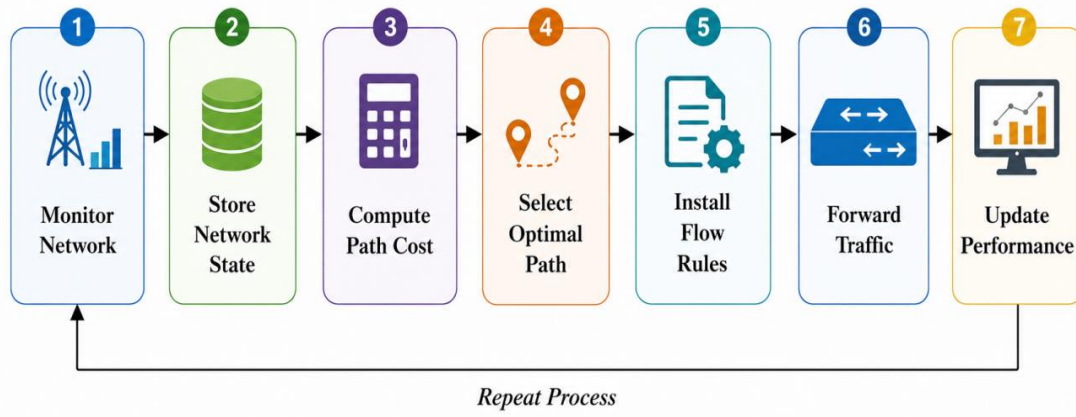 1
2
3
4
5
6
7
Monitor
Network
Store
Network
State
Compute
Path Cost
Select
Optimal
Path
Install
Flow
Rules
Forward
Traffic
Update
Performance
Repeat Process